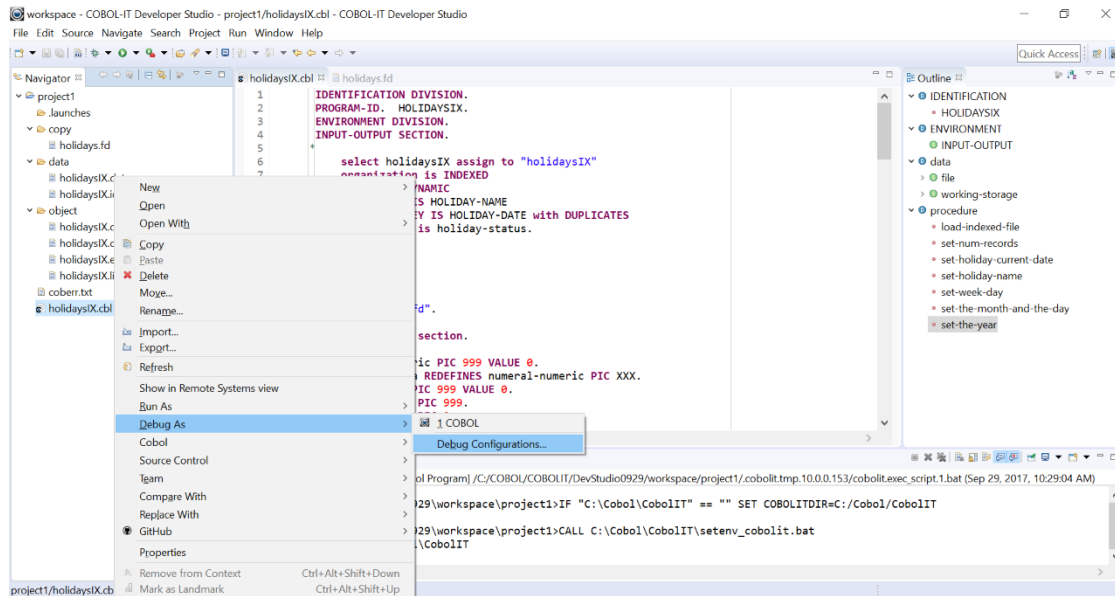 workspace - COBOL-IT Developer Studio - project1/holidaysIX.cbl - COBOL-IT Developer Studio
File Edit Source Navigate Search Project Run Window Help
Quick Access
Navigator
project1
.launches
copy
holidays.fd
data
holidaysIX.d
holidaysIX.i
object
holidaysIX.c
holidaysIX.c
holidaysIX.e
holidaysIX.li
coberr.txt
holidaysIX.cbl
holidaysIX.cbl
holidays.fd
1 IDENTIFICATION DIVISION.
2 PROGRAM-ID. HOLIDAYSIX.
3 ENVIRONMENT DIVISION.
4 INPUT-OUTPUT SECTION.
5 *
6 select holidaysIX assign to "holidaysIX"
7 organization is INDEXED
YNAMIC
IS HOLIDAY-NAME
EY IS HOLIDAY-DATE with DUPLICATES
is holiday-status.
fd".
section.
ic PIC 999 VALUE 0.
REDEFINES numeral-numeric PIC XXX.
PIC 999 VALUE 0.
PIC 999.
New
Open
Open With
Copy
Paste
Delete
Move...
Rename...
Import...
Export...
Refresh
Show in Remote Systems view
Run As
Debug As
Cobol
Source Control
Team
Compare With
Replace With
GitHub
Properties
Remove from Context Ctrl+Alt+Shift+Down
Mark as Landmark Ctrl+Alt+Shift+Up
1 COBOL
Debug Configurations...
Outline
IDENTIFICATION
HOLIDAYSIX
ENVIRONMENT
INPUT-OUTPUT
data
file
working-storage
procedure
load-indexed-file
set-num-records
set-holiday-current-date
set-holiday-name
set-week-day
set-the-month-and-the-day
set-the-year
ol Program] /C:/COBOL/COBOLIT/DevStudio0929/workspace/project1/.cobolit.tmp.10.0.0.153/cobolit.exec_script.1.bat (Sep 29, 2017, 10:29:04 AM)
929\workspace\project1>IF "C:\Cobol\CobolIT" == "" SET COBOLITDIR=C:/Cobol/CobolIT
929\workspace\project1>CALL C:\Cobol\CobolIT\setenv_cobolit.bat
\CobolIT
project1/holidaysIX.cb